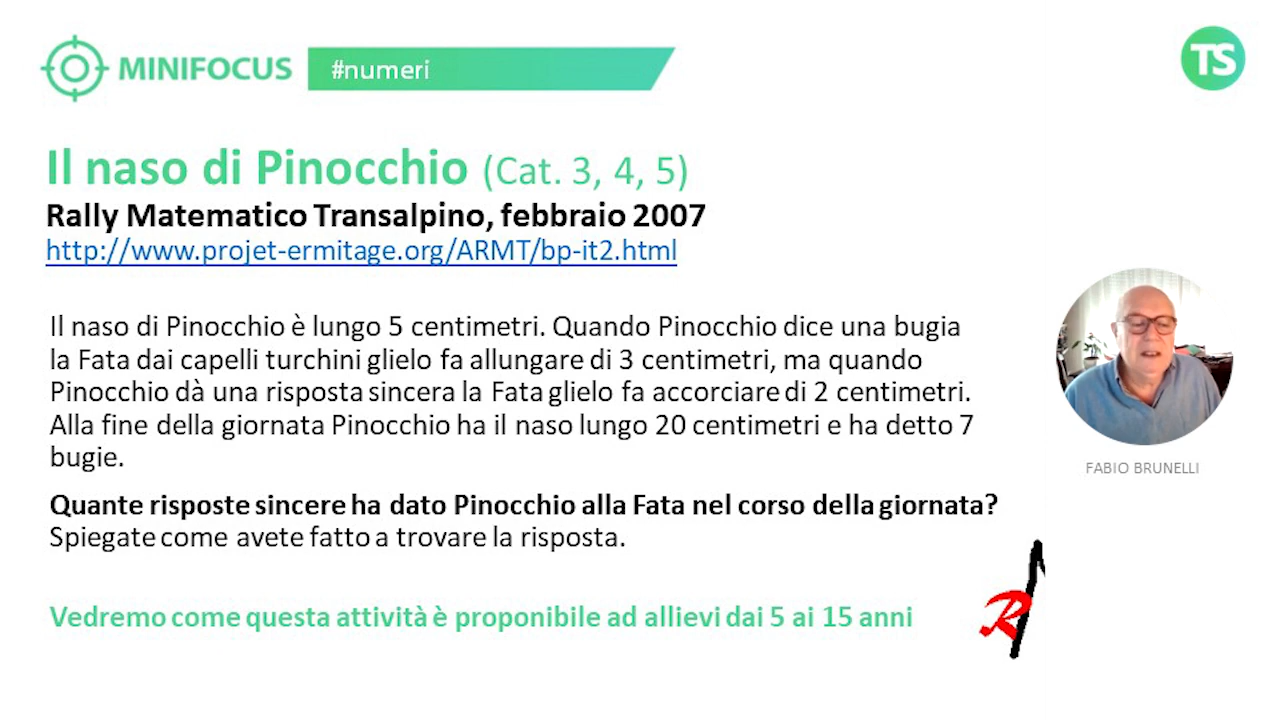 MINIFOCUS
#numeri
TS
Il naso di Pinocchio (Cat. 3, 4, 5)
Rally Matematico Transalpino, febbraio 2007
http://www.projet-ermitage.org/ARMT/bp-it2.html
Il naso di Pinocchio è lungo 5 centimetri. Quando Pinocchio dice una bugia
la Fata dai capelli turchini glielo fa allungare di 3 centimetri, ma quando
Pinocchio dà una risposta sincera la Fata glielo fa accorciare di 2 centimetri.
Alla fine della giornata Pinocchio ha il naso lungo 20 centimetri e ha detto 7
bugie.
Quante risposte sincere ha dato Pinocchio alla Fata nel corso della giornata?
Spiegate come avete fatto a trovare la risposta.
Vedremo come questa attività è proponibile ad allievi dai 5 ai 15 anni
FABIO BRUNELLI
R